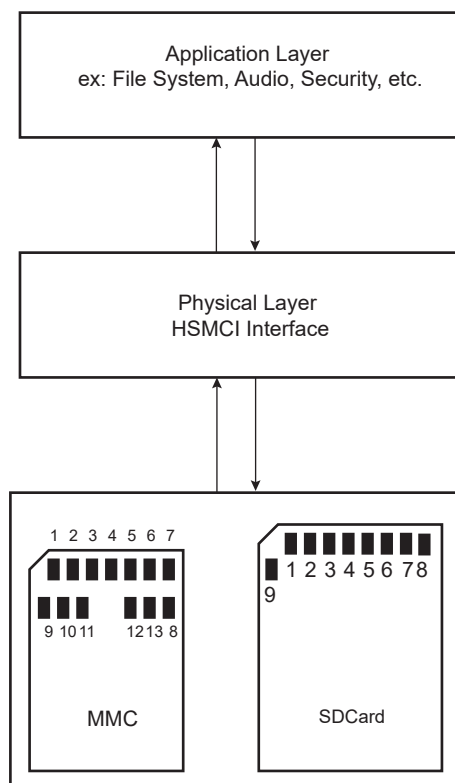 Application Layer
ex: File System, Audio, Security, etc.
Physical Layer
HSMCI Interface
1 2 3 4 5 6 7
9 10 11 12 13 8
MMC
1 2 3 4 5 6 7 8
9
SDCard